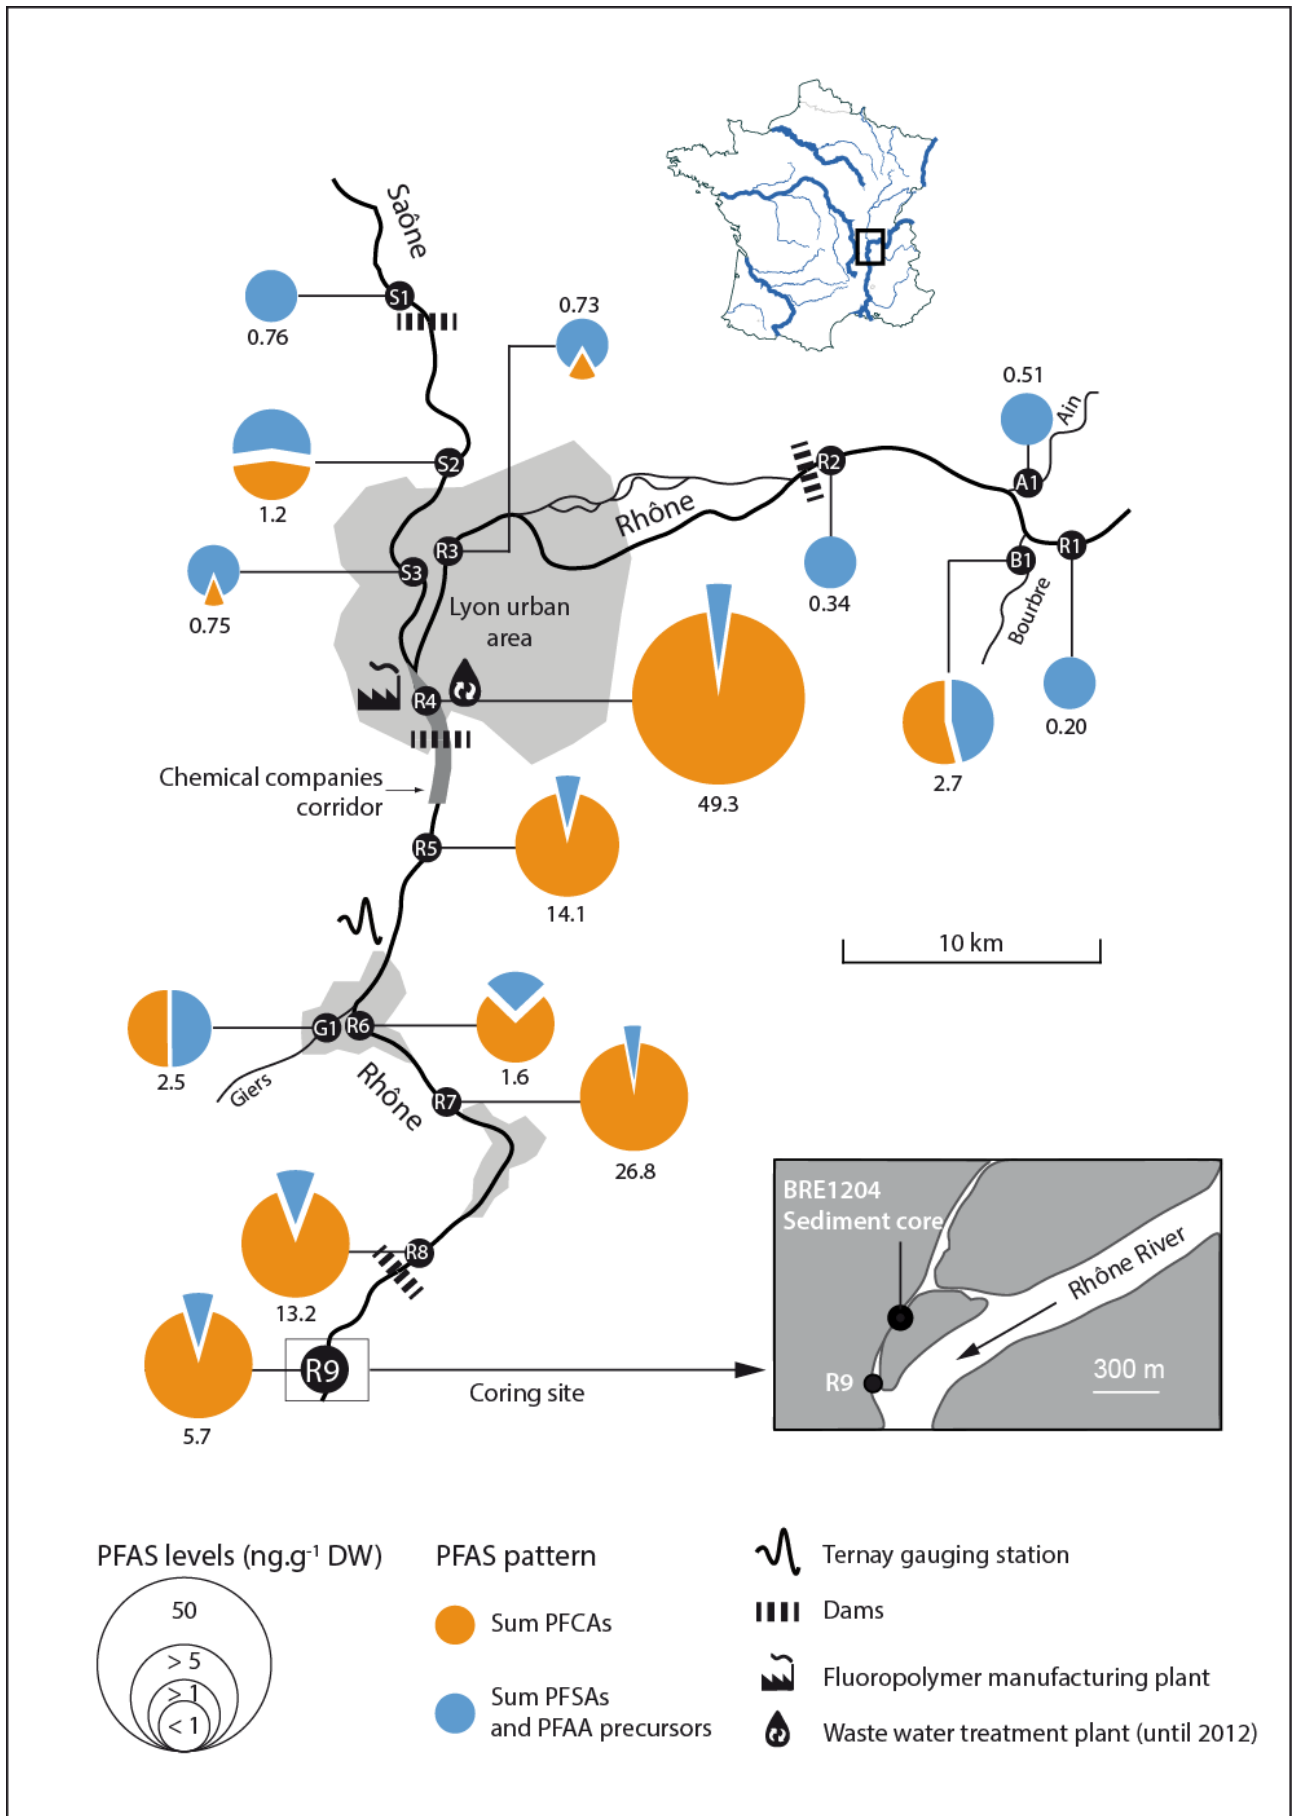 Saône
S1
0.76
0.73
0.51
Ain
A1
S2
1.2
R2
Rhône
R3
R1
B1
S3
0.75
0.34
Bourbre
Lyon urban
area
0.20
R4
2.7
49.3
Chemical companies
corridor
R5
14.1
10 km
G1
R6
2.5
Giers
1.6
Rhône
R7
26.8
BRE1204
Sediment core
Rhône River
R8
13.2
R9
Coring site
5.7
R9
300 m
PFAS levels (ng.g⁻¹ DW)
50
> 5
> 1
< 1
PFAS pattern
Sum PFCAs
Sum PFSAs
and PFAA precursors
Ternay gauging station
Dams
Fluoropolymer manufacturing plant
Waste water treatment plant (until 2012)